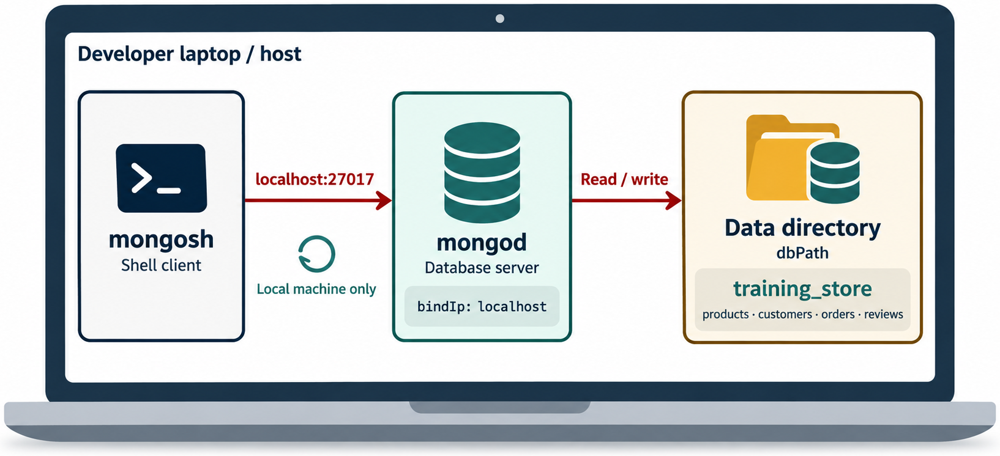 Developer laptop / host
>_
mongosh
Shell client
localhost:27017
Local machine only
mongod
Database server
bindIp: localhost
Read / write
Data directory
dbPath
training_store
products · customers · orders · reviews